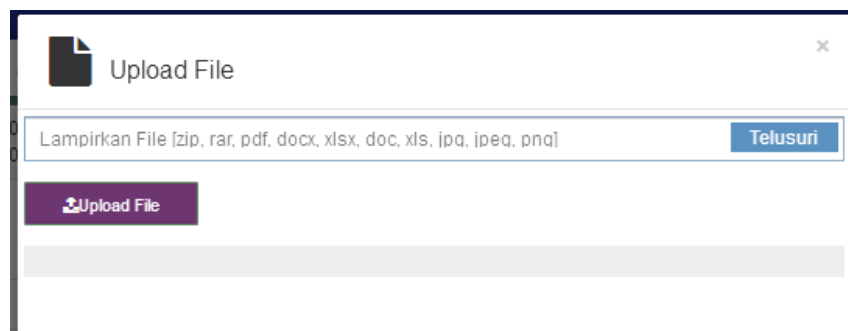 Upload File
×
Lampirkan File [zip, rar, pdf, docx, xlsx, doc, xls, jpg, jpeg, png]
Telusuri
Upload File